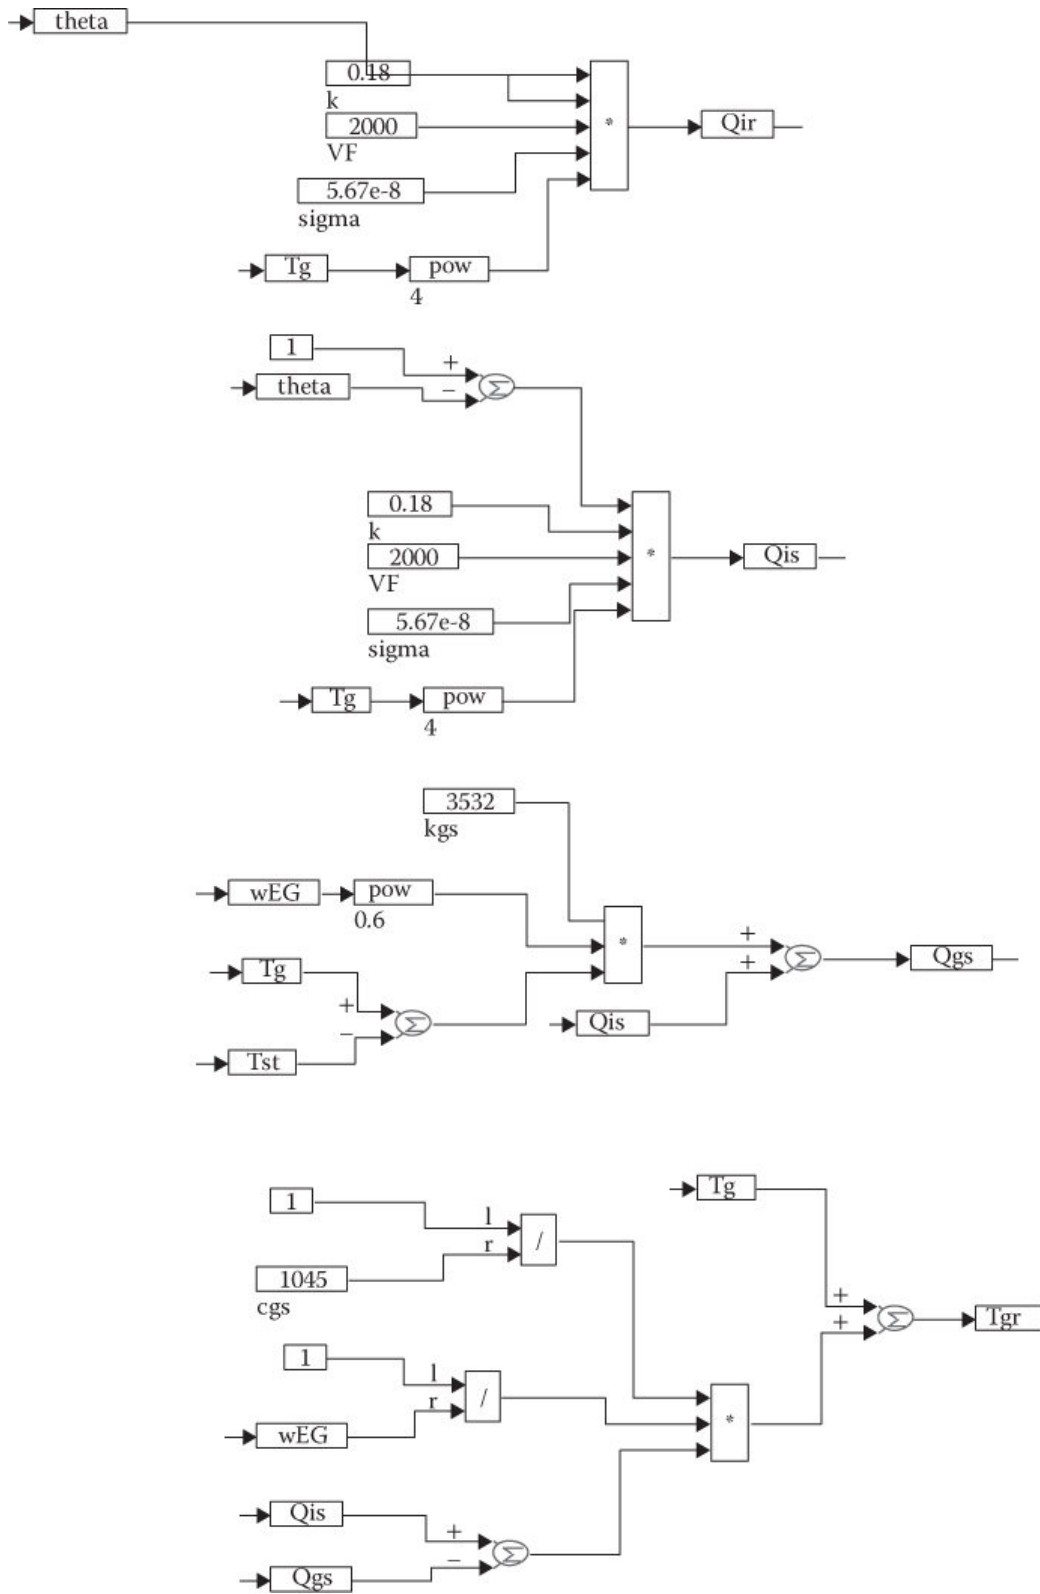 theta
0.18
k
2000
VF
*
Qir
5.67e-8
sigma
Tg
pow
4
1
+
theta
−
Σ
0.18
k
2000
VF
*
Qis
5.67e-8
sigma
Tg
pow
4
3532
kgs
wEG
pow
0.6
*
+
Tg
+
Σ
Qgs
+
Σ
Qis
−
Tst
Tg
1
l
r
/
1045
cgs
+
+
Σ
Tgr
1
l
r
/
*
wEG
Qis
+
−
Σ
Qgs